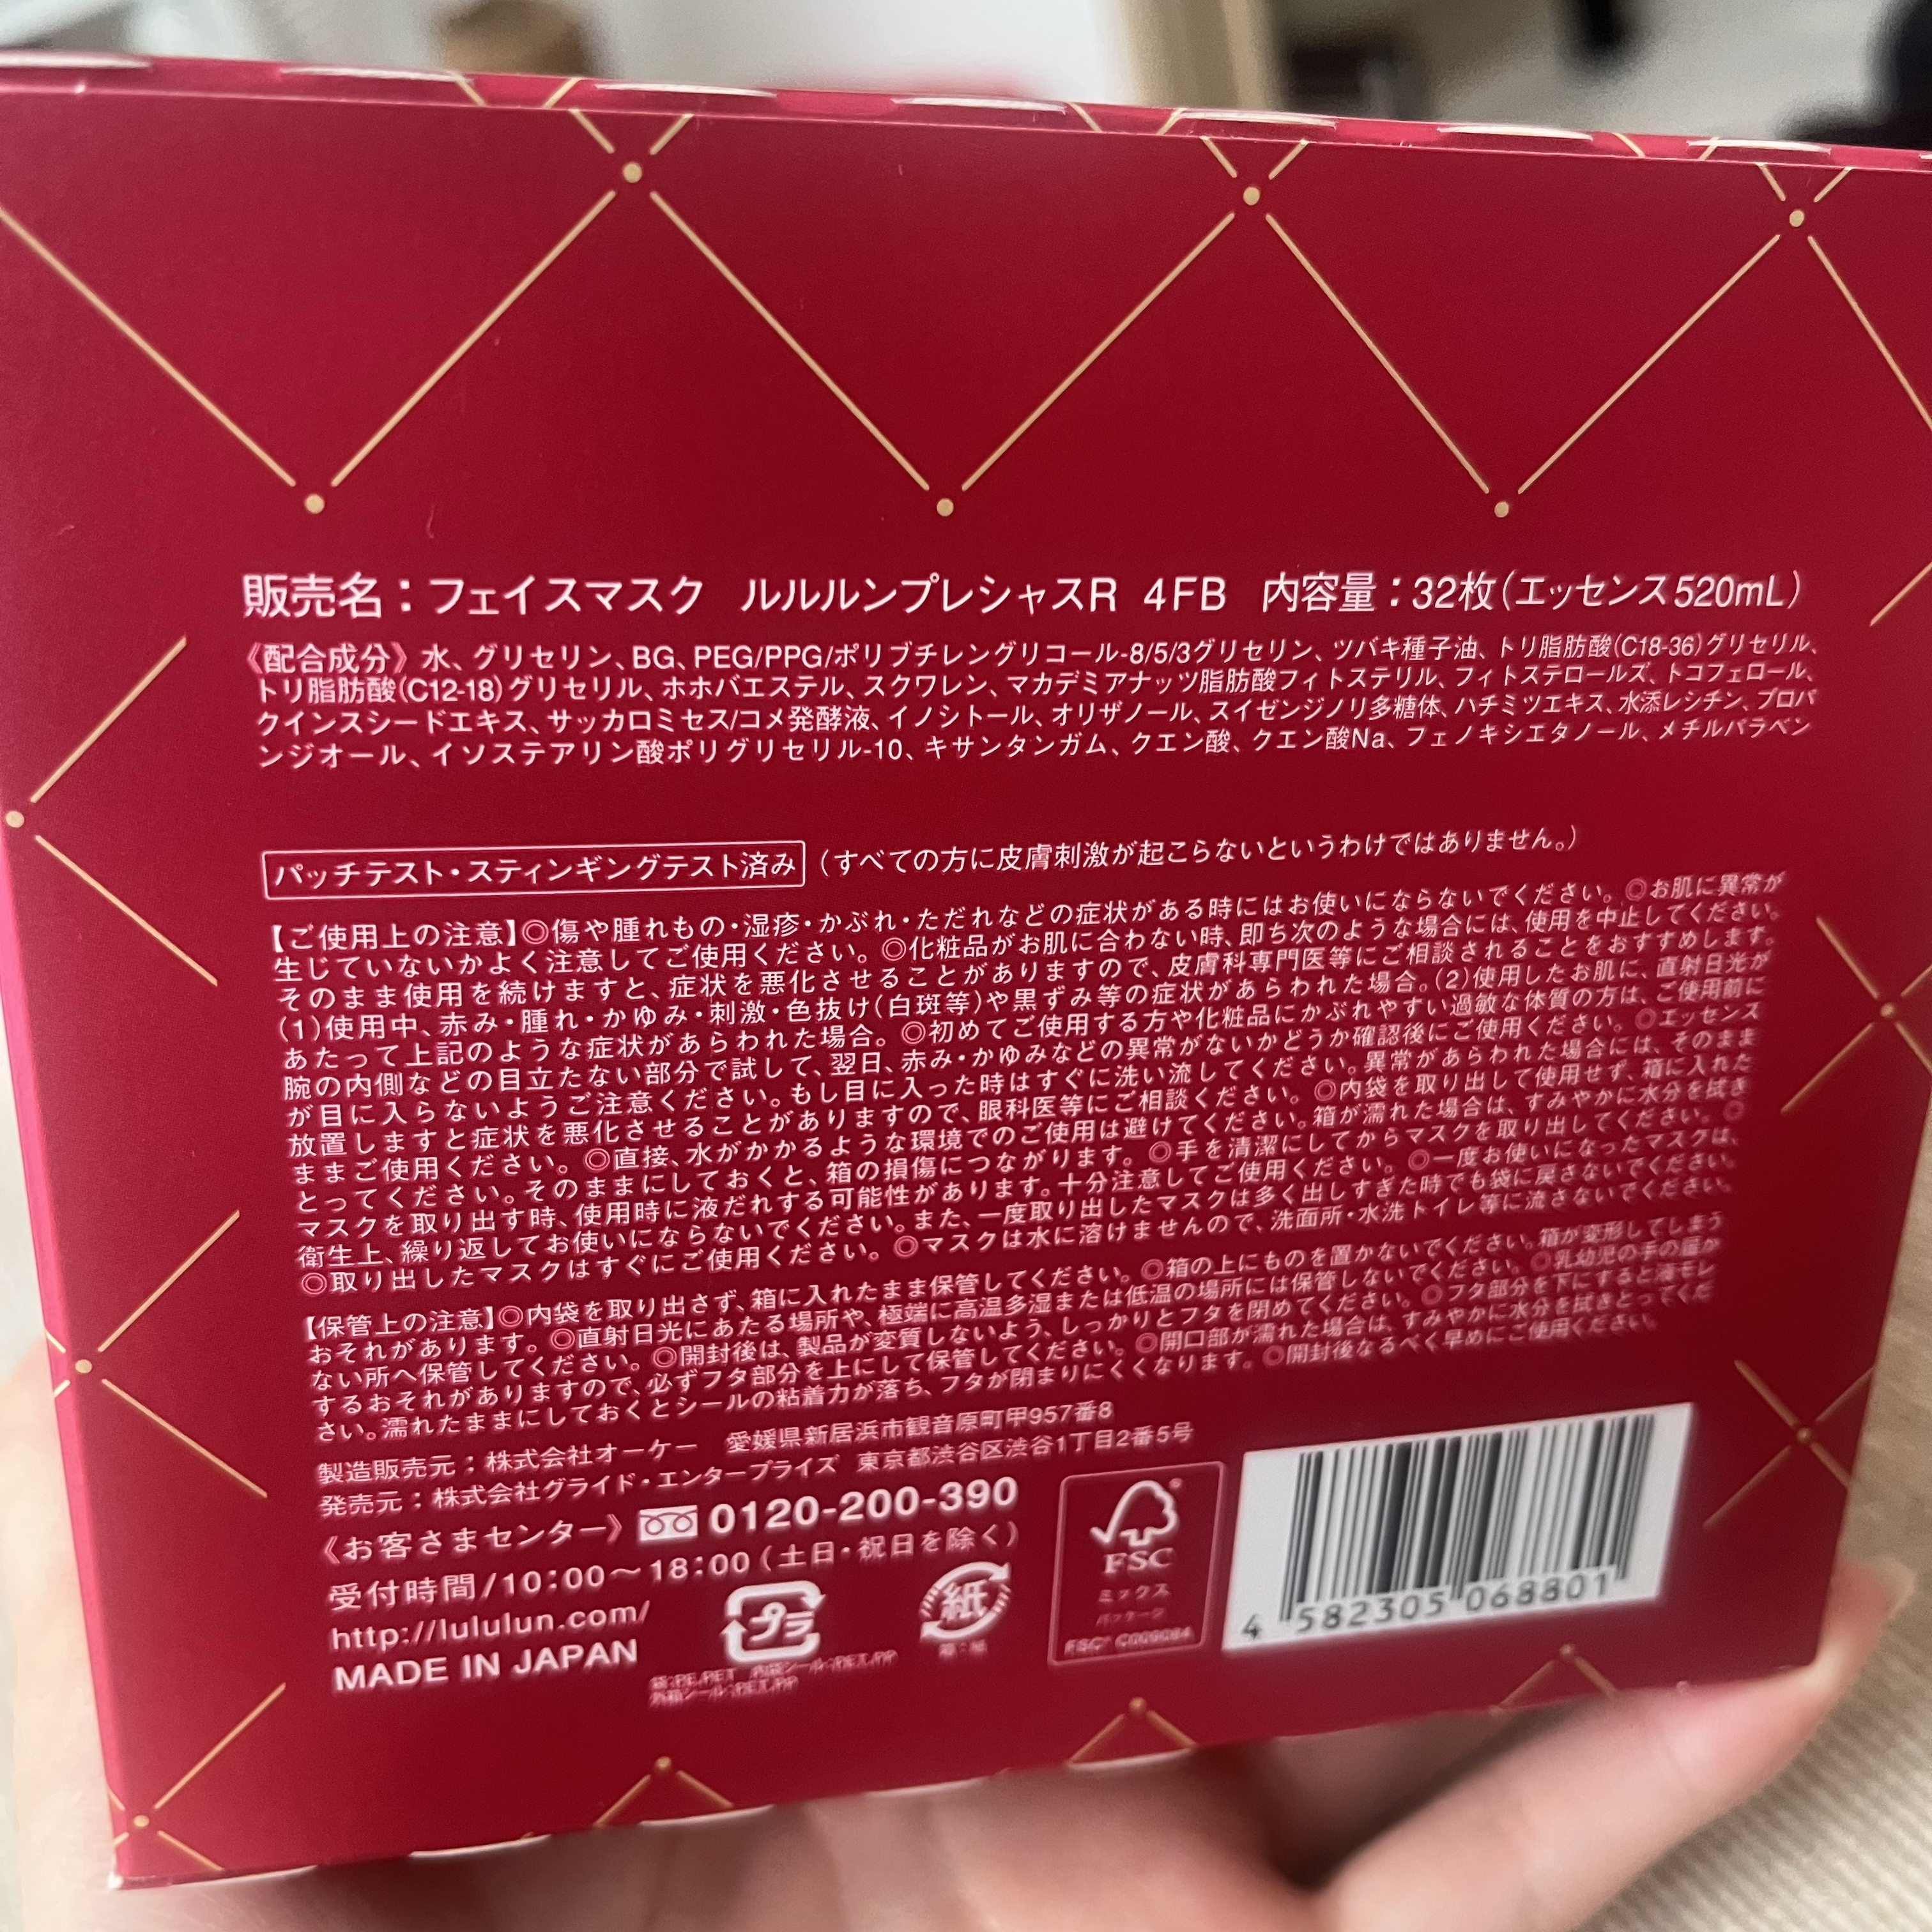 販売名：フェイスマスク　ルルルンプレシャスR　4FB　内容量：32枚（エッセンス520mL）
《配合成分》水、グリセリン、BG、PEG/PPG/ポリブチレングリコール-8/5/3グリセリン、ツバキ種子油、トリ脂肪酸(C18-36)グリセリル、
トリ脂肪酸(C12-18)グリセリル、ホホバエステル、スクワレン、マカデミアナッツ脂肪酸フィトステリル、フィトステロールズ、トコフェロール、
クインスシードエキス、サッカロミセス/コメ発酵液、イノシトール、オリザノール、スイゼンジノリ多糖体、ハチミツエキス、水添レシチン、プロパ
ンジオール、イソステアリン酸ポリグリセリル-10、キサンタンガム、クエン酸、クエン酸Na、フェノキシエタノール、メチルパラベン
パッチテスト・スティンギングテスト済み（すべての方に皮膚刺激が起こらないというわけではありません。）
【ご使用上の注意】◎傷や腫れもの・湿疹・かぶれ・ただれなどの症状がある時にはお使いにならないでください。◎お肌に異常が
生じていないかよく注意してご使用ください。◎化粧品がお肌に合わない時、即ち次のような場合には、使用を中止してください。
そのまま使用を続けますと、症状を悪化させることがありますので、皮膚科専門医等にご相談されることをおすすめします。
(1)使用中、赤み・腫れ・かゆみ・刺激・色抜け(白斑等)や黒ずみ等の症状があらわれた場合。(2)使用したお肌に、直射日光が
あたって上記のような症状があらわれた場合。◎初めてご使用する方や化粧品にかぶれやすい過敏な体質の方は、ご使用前に
腕の内側などの目立たない部分で試して、翌日、赤み・かゆみなどの異常がないかどうか確認後にご使用ください。◎エッセンス
が目に入らないようご注意ください。もし目に入った時はすぐに洗い流してください。異常があらわれた場合には、そのまま
放置しますと症状を悪化させることがありますので、眼科医等にご相談ください。◎内袋を取り出して使用せず、箱に入れた
ままご使用ください。◎直接、水がかかるような環境でのご使用は避けてください。箱が濡れた場合は、すみやかに水分を拭き
とってください。そのままにしておくと、箱の損傷につながります。◎手を清潔にしてからマスクを取り出してください。◎
マスクを取り出す時、使用時に液だれする可能性があります。十分注意してご使用ください。◎一度お使いになったマスクは、
衛生上、繰り返してお使いにならないでください。また、一度取り出したマスクは多く出しすぎた時でも袋に戻さないでください。
◎取り出したマスクはすぐにご使用ください。◎マスクは水に溶けませんので、洗面所・水洗トイレ等に流さないでください。
【保管上の注意】◎内袋を取り出さず、箱に入れたまま保管してください。◎箱の上にものを置かないでください。箱が変形してしまう
おそれがあります。◎直射日光にあたる場所や、極端に高温多湿または低温の場所には保管しないでください。◎乳幼児の手の届か
ない所へ保管してください。◎開封後は、製品が変質しないよう、しっかりとフタを閉めてください。◎フタ部分を下にすると液モレ
するおそれがありますので、必ずフタ部分を上にして保管してください。◎開口部が濡れた場合は、すみやかに水分を拭きとってくだ
さい。濡れたままにしておくとシールの粘着力が落ち、フタが閉まりにくくなります。◎開封後なるべく早めにご使用ください。
製造販売元：株式会社オーケー　愛媛県新居浜市観音原町甲957番8
発売元：株式会社グライド・エンタープライズ　東京都渋谷区渋谷1丁目2番5号
《お客さまセンター》 0120-200-390
受付時間/10:00～18:00（土日・祝日を除く）
http://lululun.com/
MADE IN JAPAN
プラ
袋:PE,PET 内袋シール:PET,PP
外箱シール:PET,PP
紙
箱:紙
FSC
ミックス
パッケージ
4 582305 068801